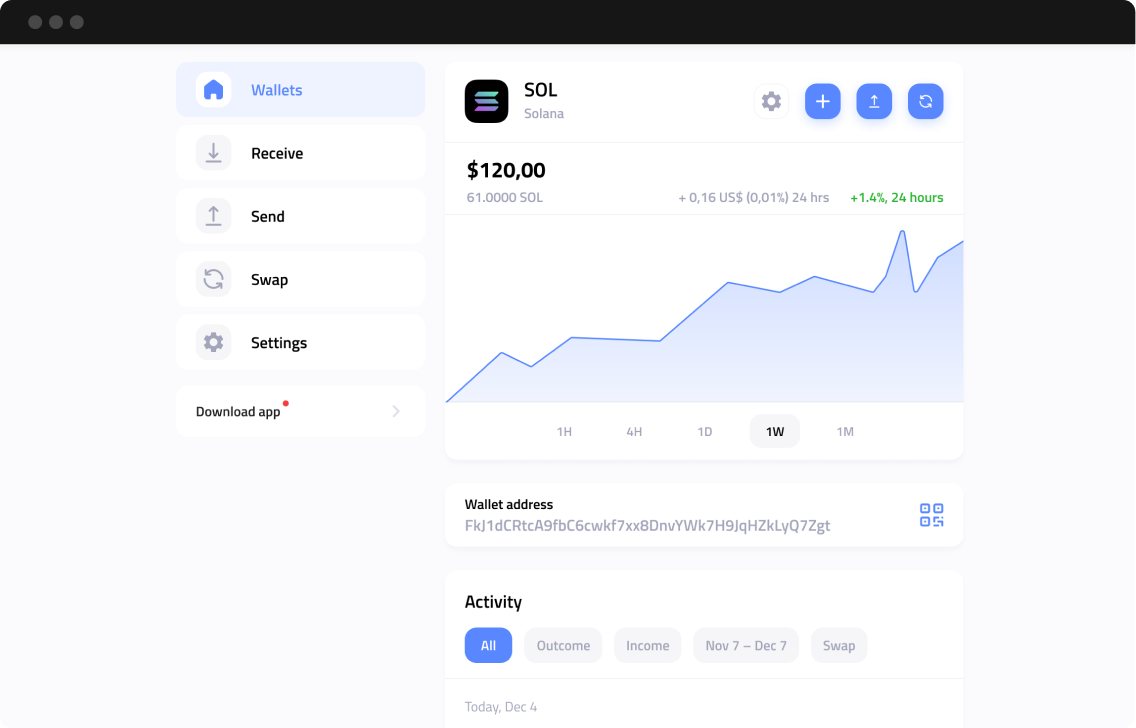 Wallets
Receive
Send
Swap
Settings
Download app
SOL
Solana
$120,00
61.0000 SOL
+ 0,16 US$ (0,01%) 24 hrs
+1.4%, 24 hours
1H 4H 1D 1W 1M
Wallet address
FkJ1dCRtcA9fbC6cwkf7xx8DnvYWk7H9JqHZkLyQ7Zgt
Activity
All Outcome Income Nov 7 – Dec 7 Swap
Today, Dec 4